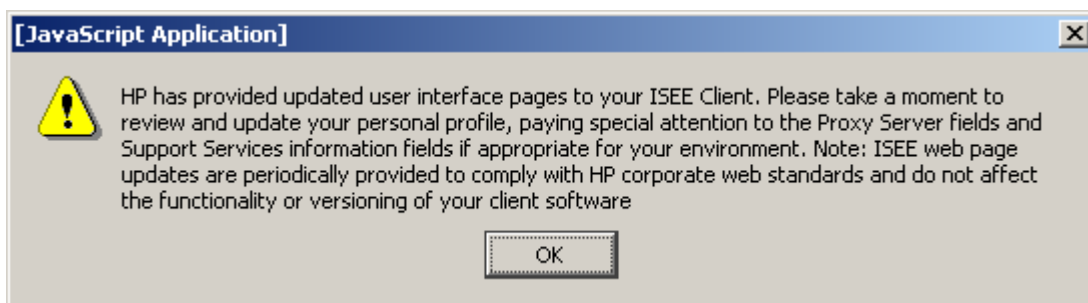 [JavaScript Application]
HP has provided updated user interface pages to your ISEE Client. Please take a moment to
review and update your personal profile, paying special attention to the Proxy Server fields and
Support Services information fields if appropriate for your environment. Note: ISEE web page
updates are periodically provided to comply with HP corporate web standards and do not affect
the functionality or versioning of your client software
OK